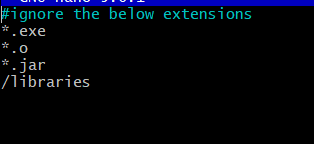 #ignore the below extensions
*.exe
*.o
*.jar
/libraries